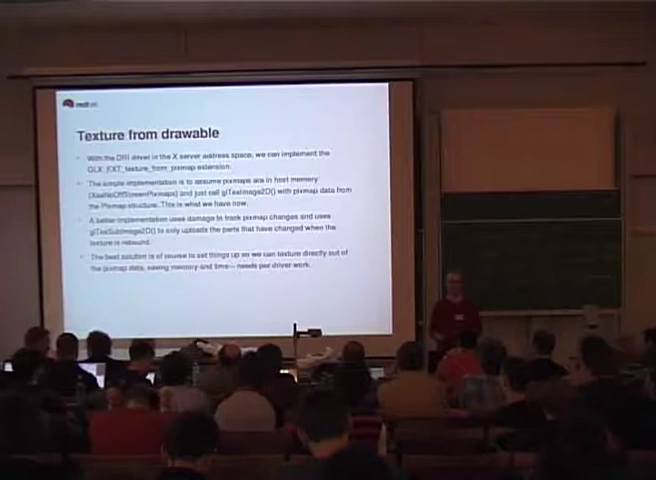 redhat
Texture from drawable
With the DRI driver in the X server address space, we can implement the
GLX_EXT_texture_from_pixmap extension.
The simple implementation is to assume pixmaps are in host memory
(XaaNoOffScreenPixmaps) and just call glTexImage2D() with pixmap data from
the Pixmap structure. This is what we have now.
A better implementation uses damage to track pixmap changes and uses
glTexSubImage2D() to only uploads the parts that have changed when the
texture is rebound.
The best solution is of course to set things up so we can texture directly out of
the pixmap data, saving memory and time— needs per driver work.